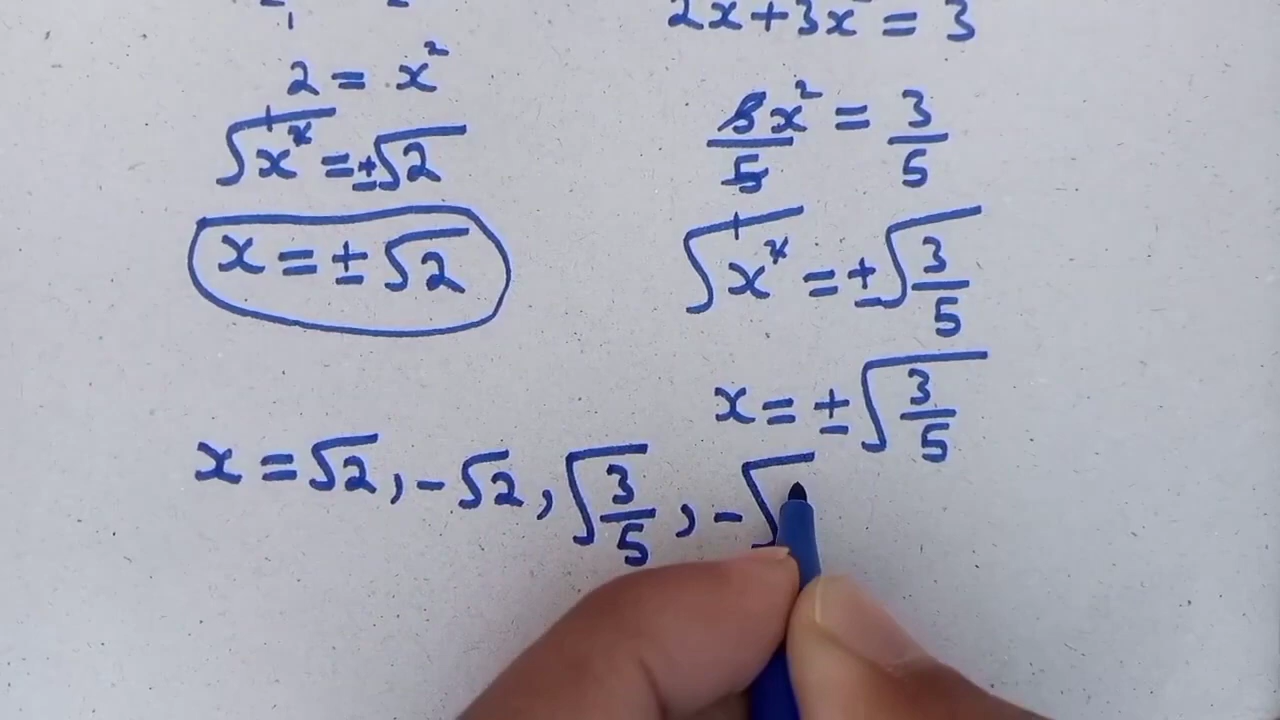 2 = x²
√x² = ±√2
x = ±√2
2x + 3x² = 3
5x²/5 = 3/5
√x² = ±√3/5
x = ±√3/5
x = √2, -√2, √3/5, -√